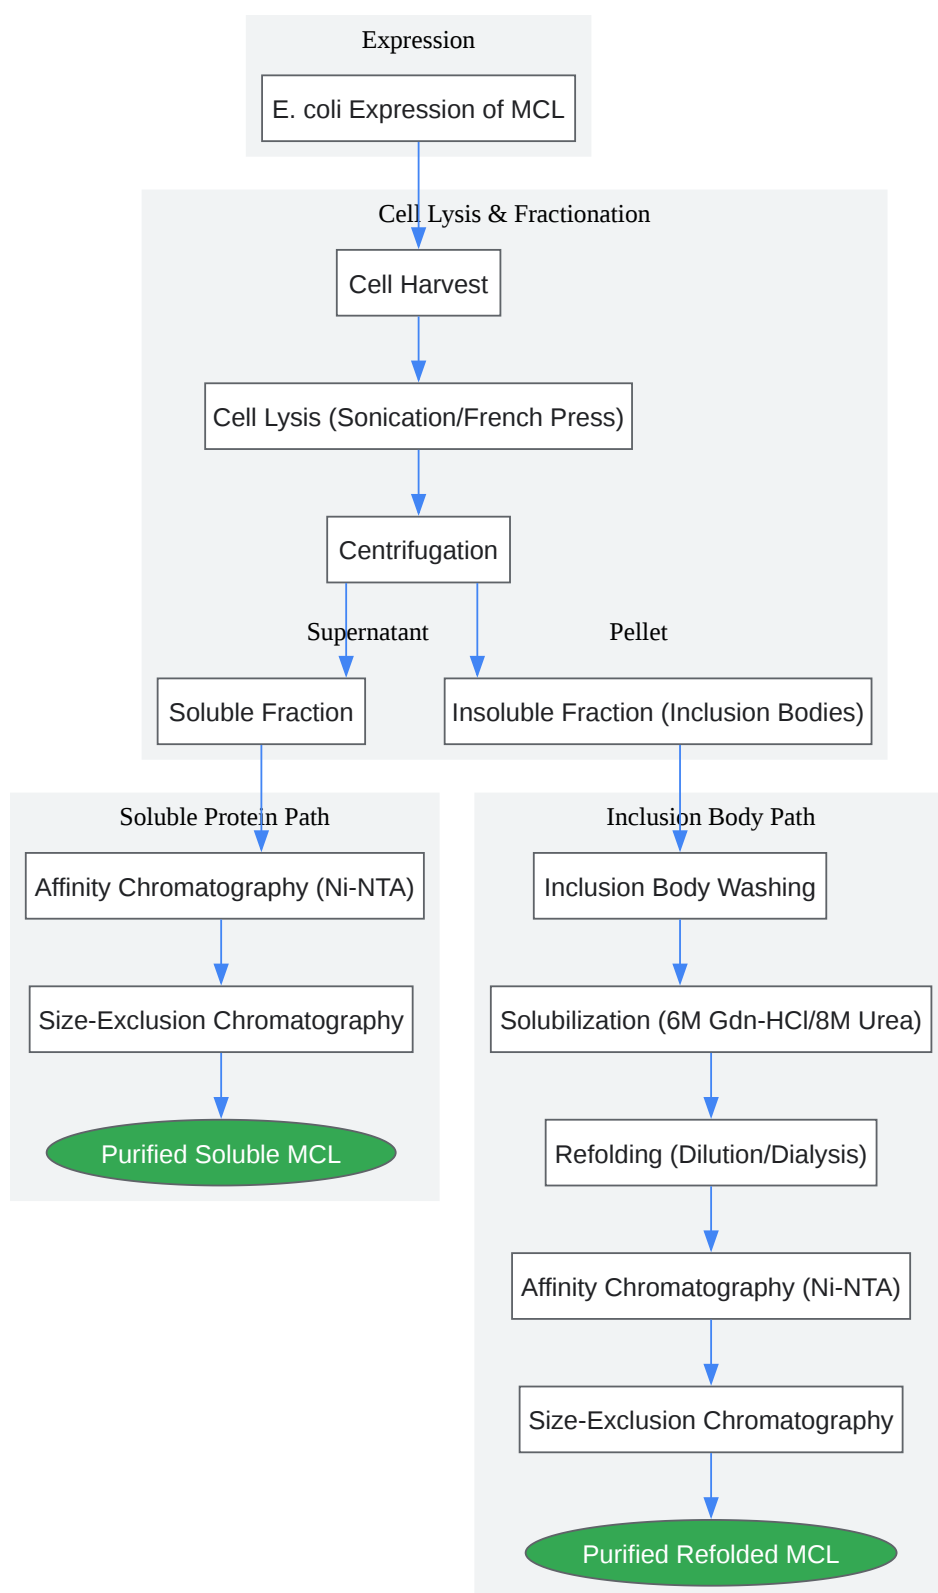 Expression
E. coli Expression of MCL
Cell Lysis & Fractionation
Cell Harvest
Cell Lysis (Sonication/French Press)
Centrifugation
Supernatant
Pellet
Soluble Fraction
Insoluble Fraction (Inclusion Bodies)
Soluble Protein Path
Affinity Chromatography (Ni-NTA)
Size-Exclusion Chromatography
Purified Soluble MCL
Inclusion Body Path
Inclusion Body Washing
Solubilization (6M Gdn-HCl/8M Urea)
Refolding (Dilution/Dialysis)
Affinity Chromatography (Ni-NTA)
Size-Exclusion Chromatography
Purified Refolded MCL